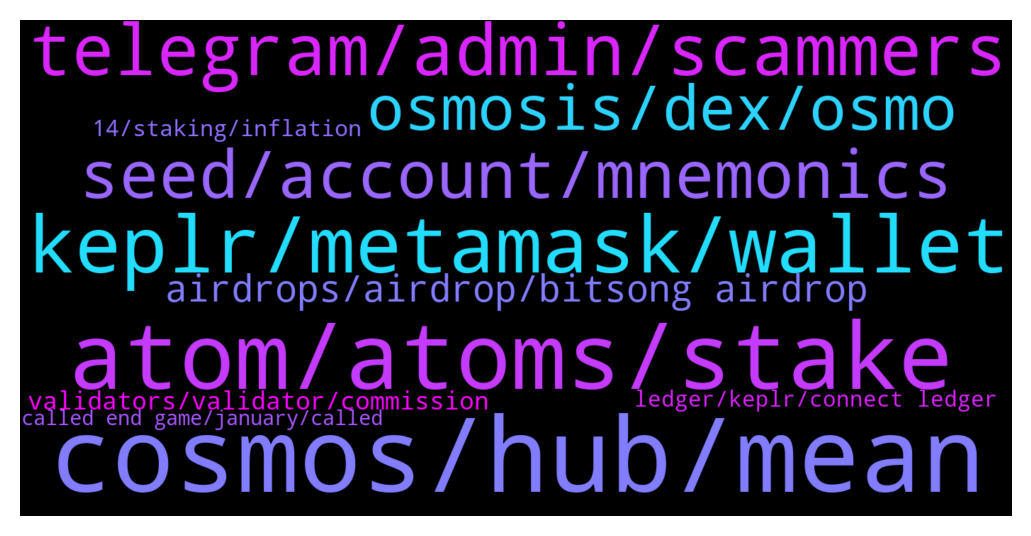 telegram/admin/scammers
osmosis/dex/osmo
14/staking/inflation
seed/account/mnemonics
keplr/metamask/wallet
airdrops/airdrop/bitsong airdrop
atom/atoms/stake
validators/validator/commission
ledger/keplr/connect ledger
called end game/january/called
cosmos/hub/mean